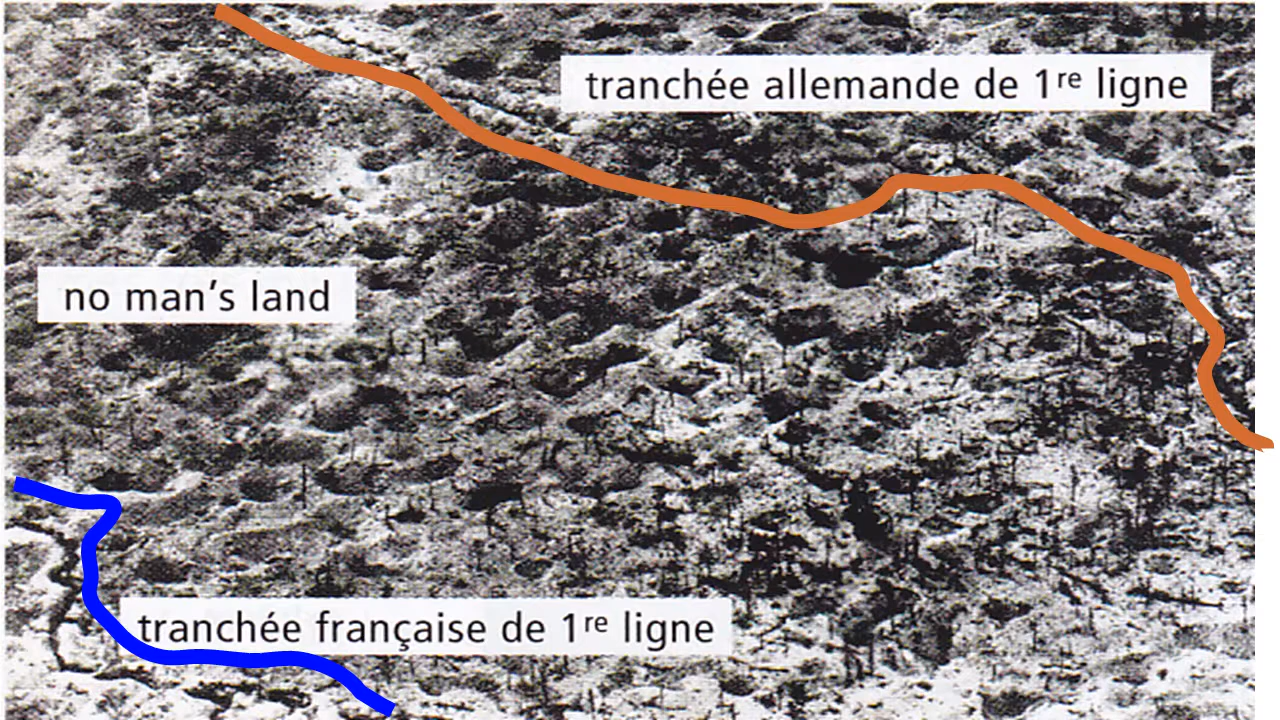 tranchée allemande de 1re ligne
no man's land
tranchée française de 1re ligne